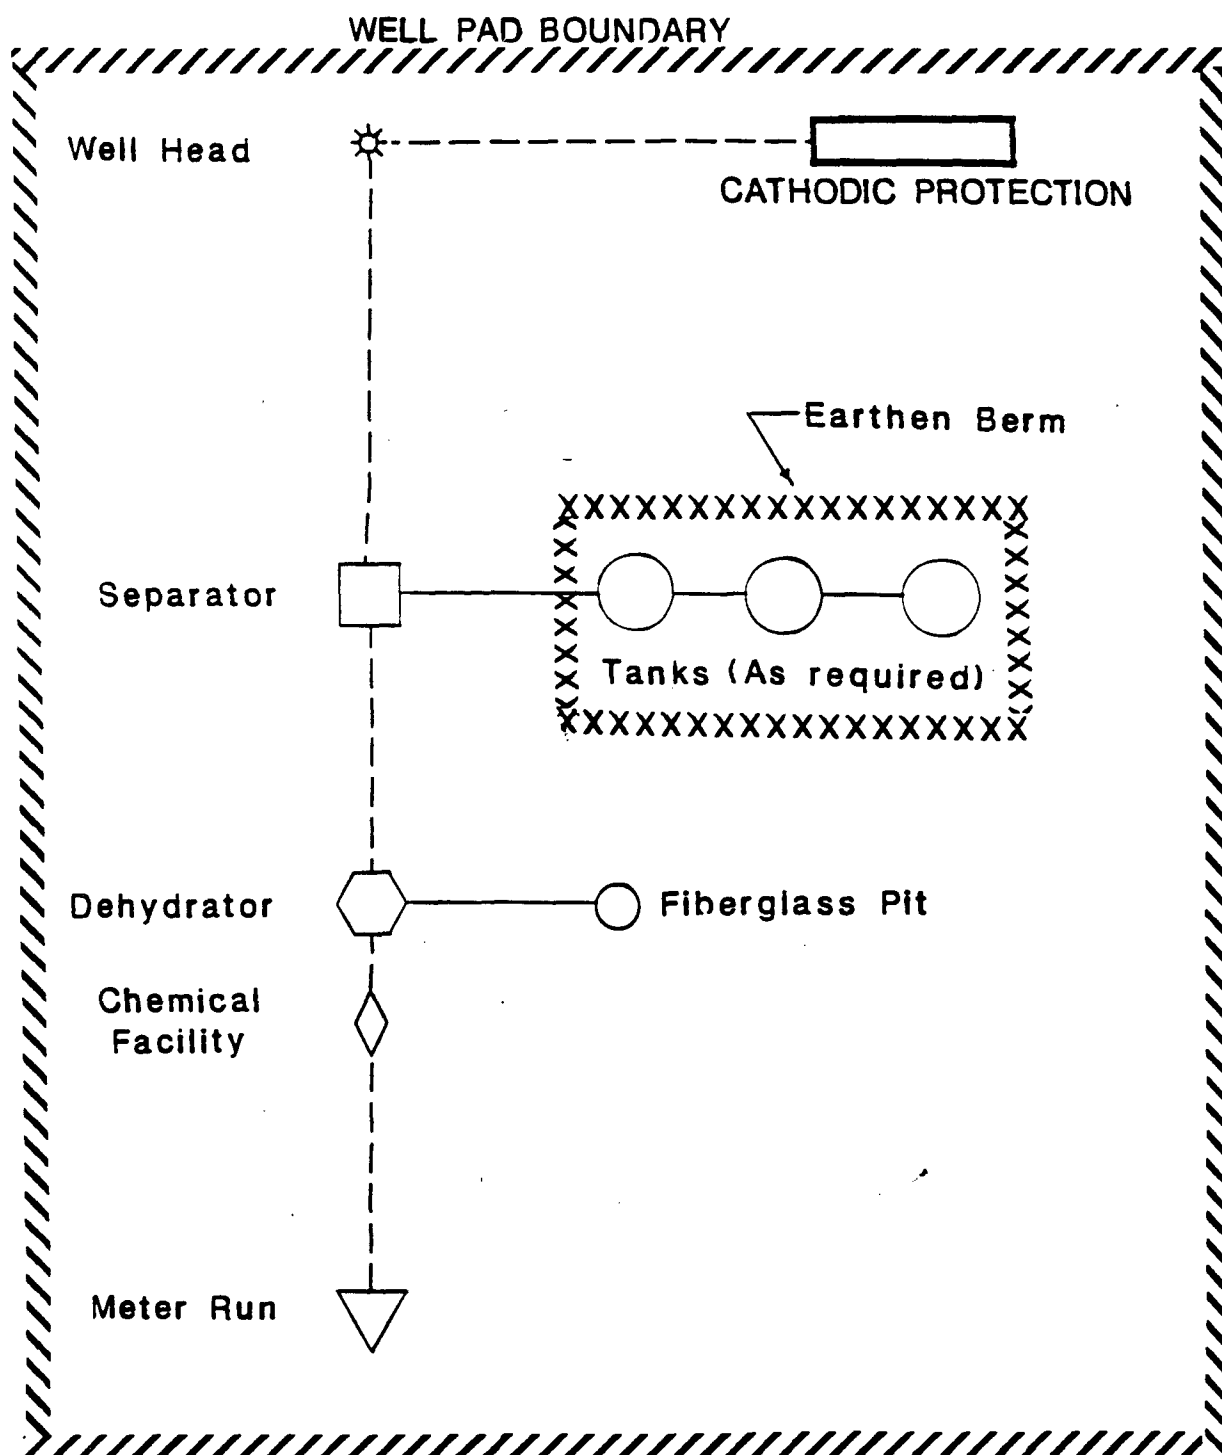 WELL PAD BOUNDARY
Well Head
CATHODIC PROTECTION
Earthen Berm
Separator
Tanks (As required)
Dehydrator
Fiberglass Pit
Chemical
Facility
Meter Run